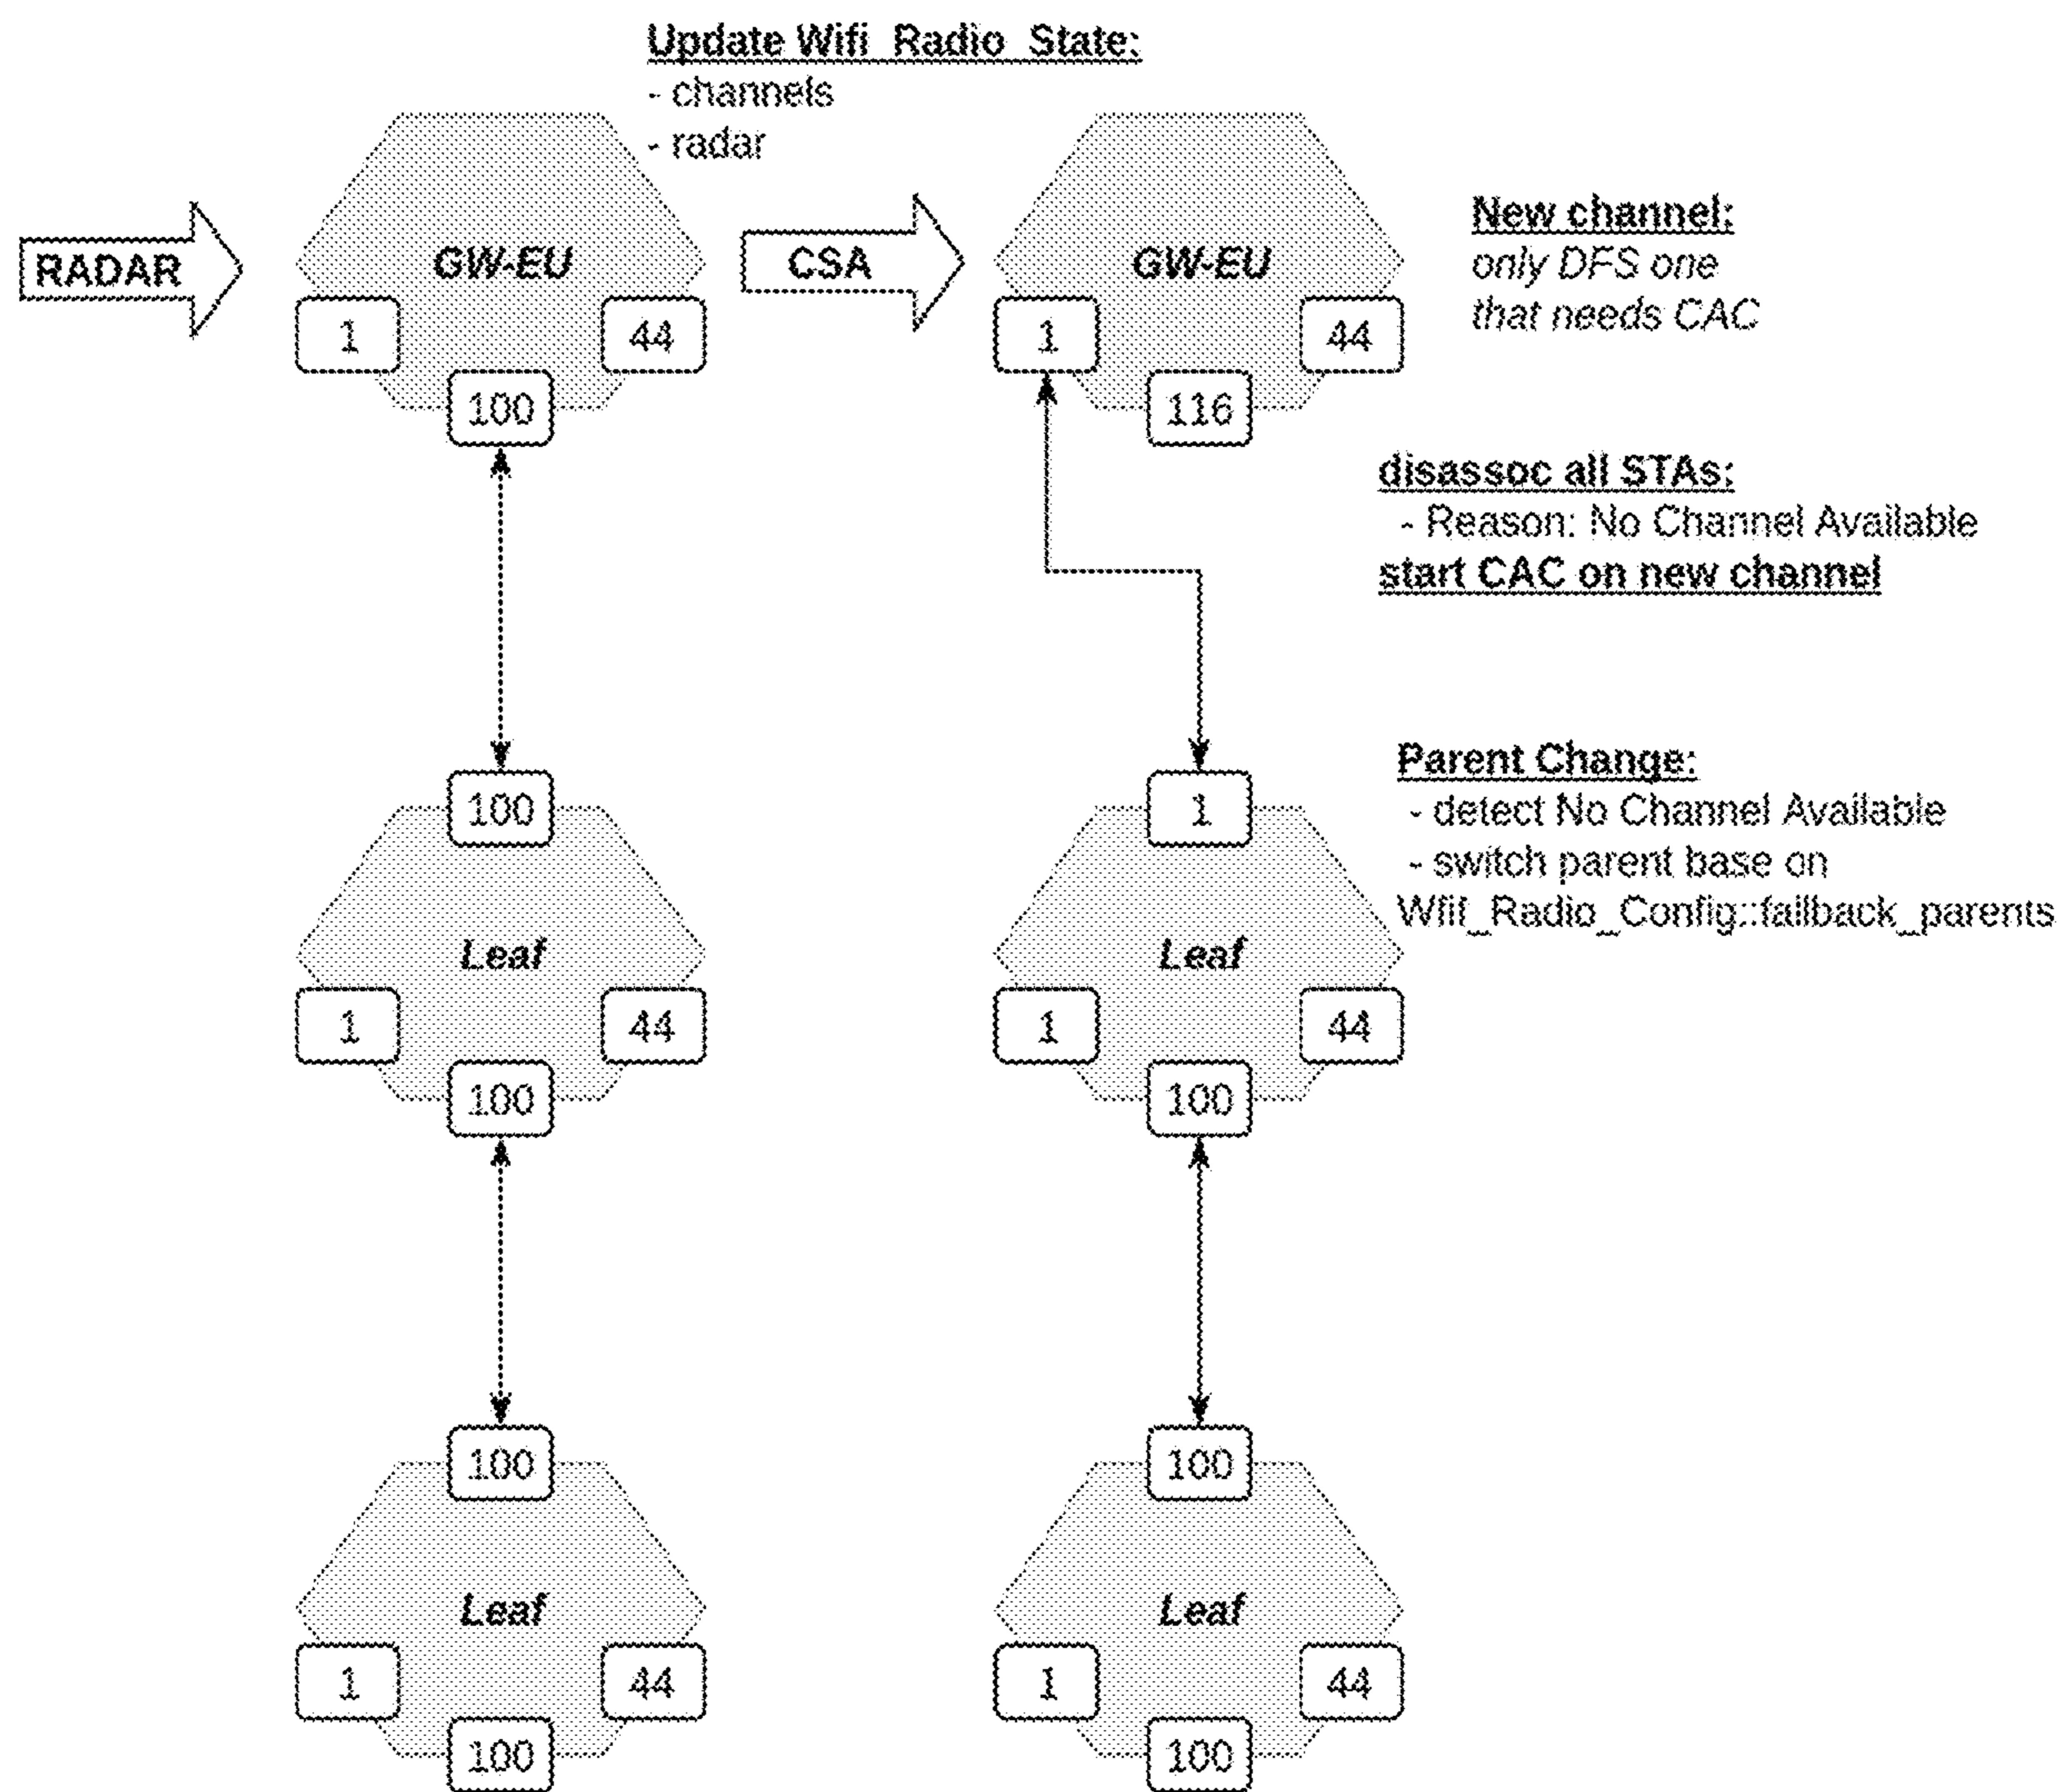 Update Wifi_Radio_State:
- channels
- radar
RADAR
GW-EU
1
44
100
CSA
GW-EU
1
44
116
New channel:
only DFS one
that needs CAC
disassoc all STAs:
- Reason: No Channel Available
start CAC on new channel
100
Leaf
1
44
100
1
Leaf
1
44
100
Parent Change:
- detect No Channel Available
- switch parent base on
Wfif_Radio_Config::fallback_parents
100
Leaf
1
44
100
100
Leaf
1
44
100